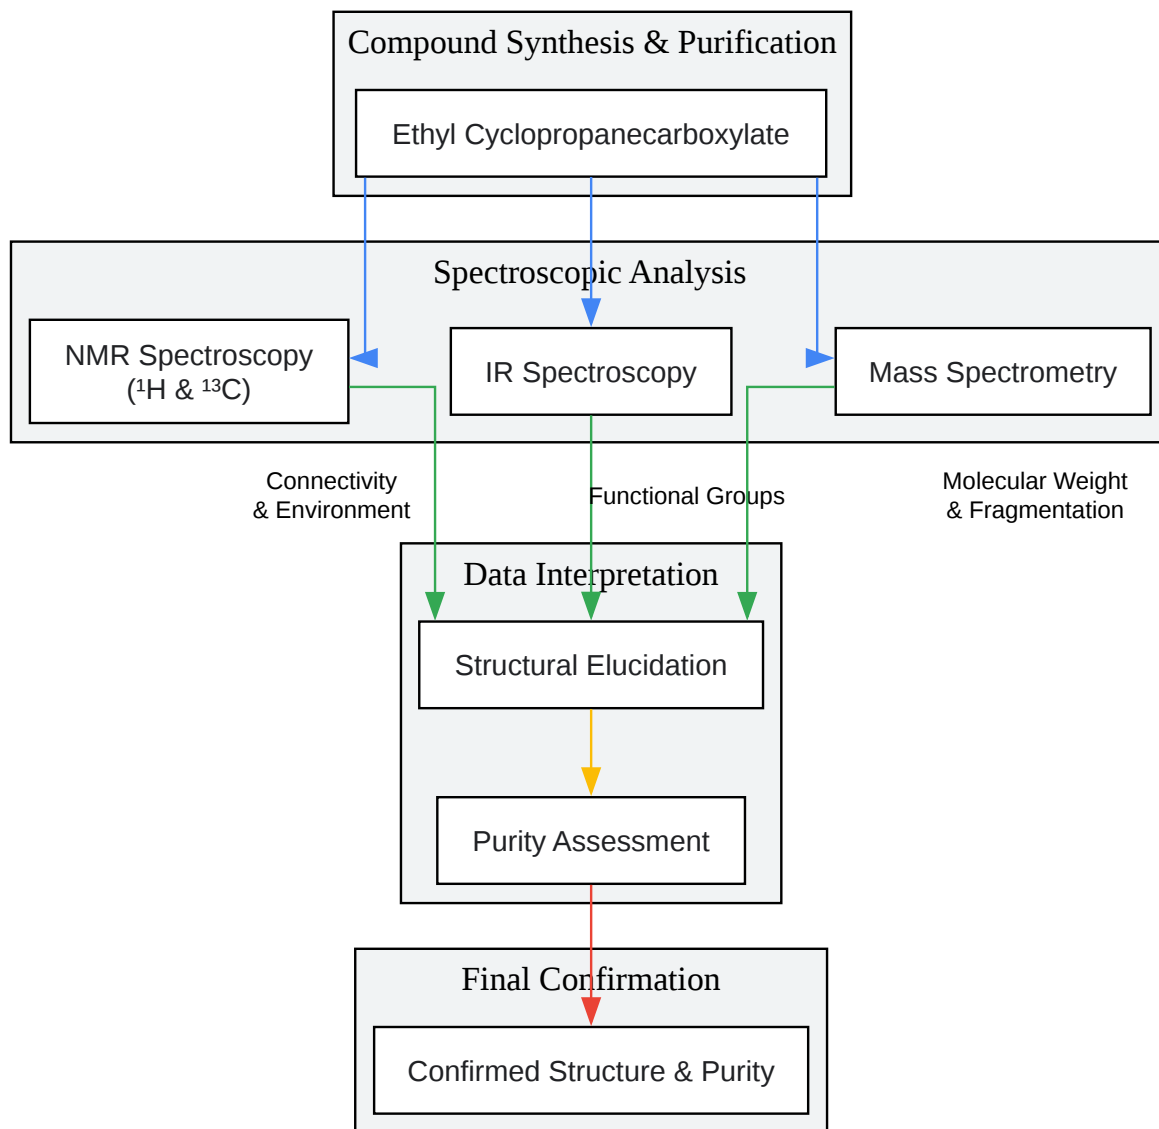 Compound Synthesis & Purification
Ethyl Cyclopropanecarboxylate
Spectroscopic Analysis
NMR Spectroscopy
(¹H & ¹³C)
IR Spectroscopy
Mass Spectrometry
Connectivity
& Environment
Functional Groups
Molecular Weight
& Fragmentation
Data Interpretation
Structural Elucidation
Purity Assessment
Final Confirmation
Confirmed Structure & Purity